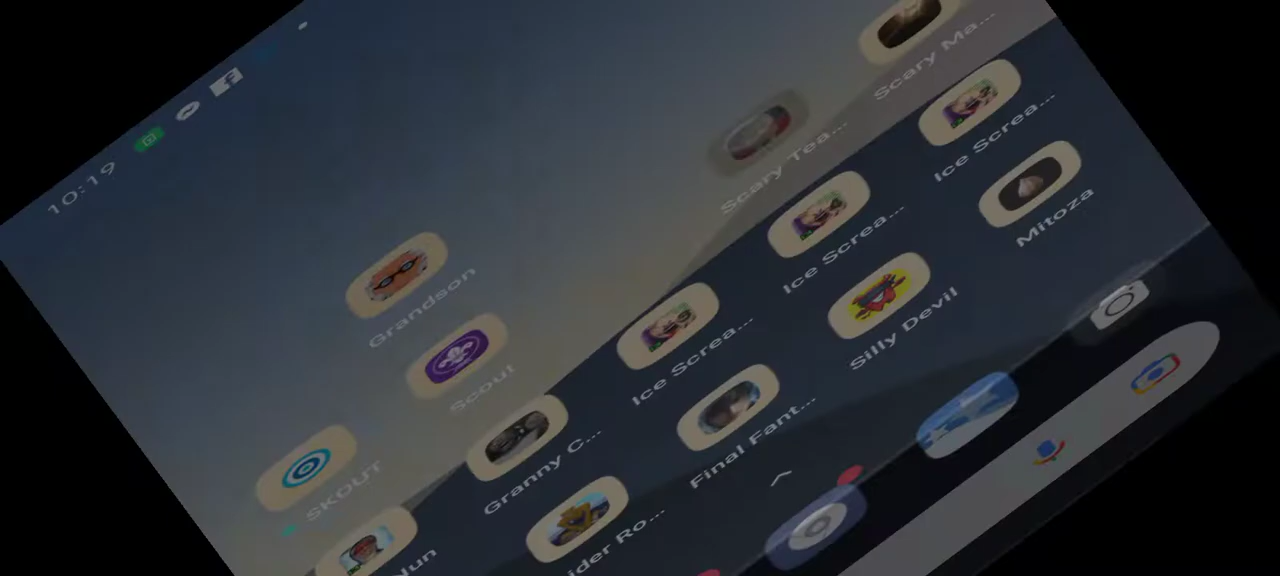 10:19
Scary Ma...
Scary Tea...
Ice Screa...
Grandson
Ice Screa...
Mitoza
Scout
Ice Screa...
Silly Devil
SKOUT
Granny C...
Final Fant...
Nun
ider Ro...